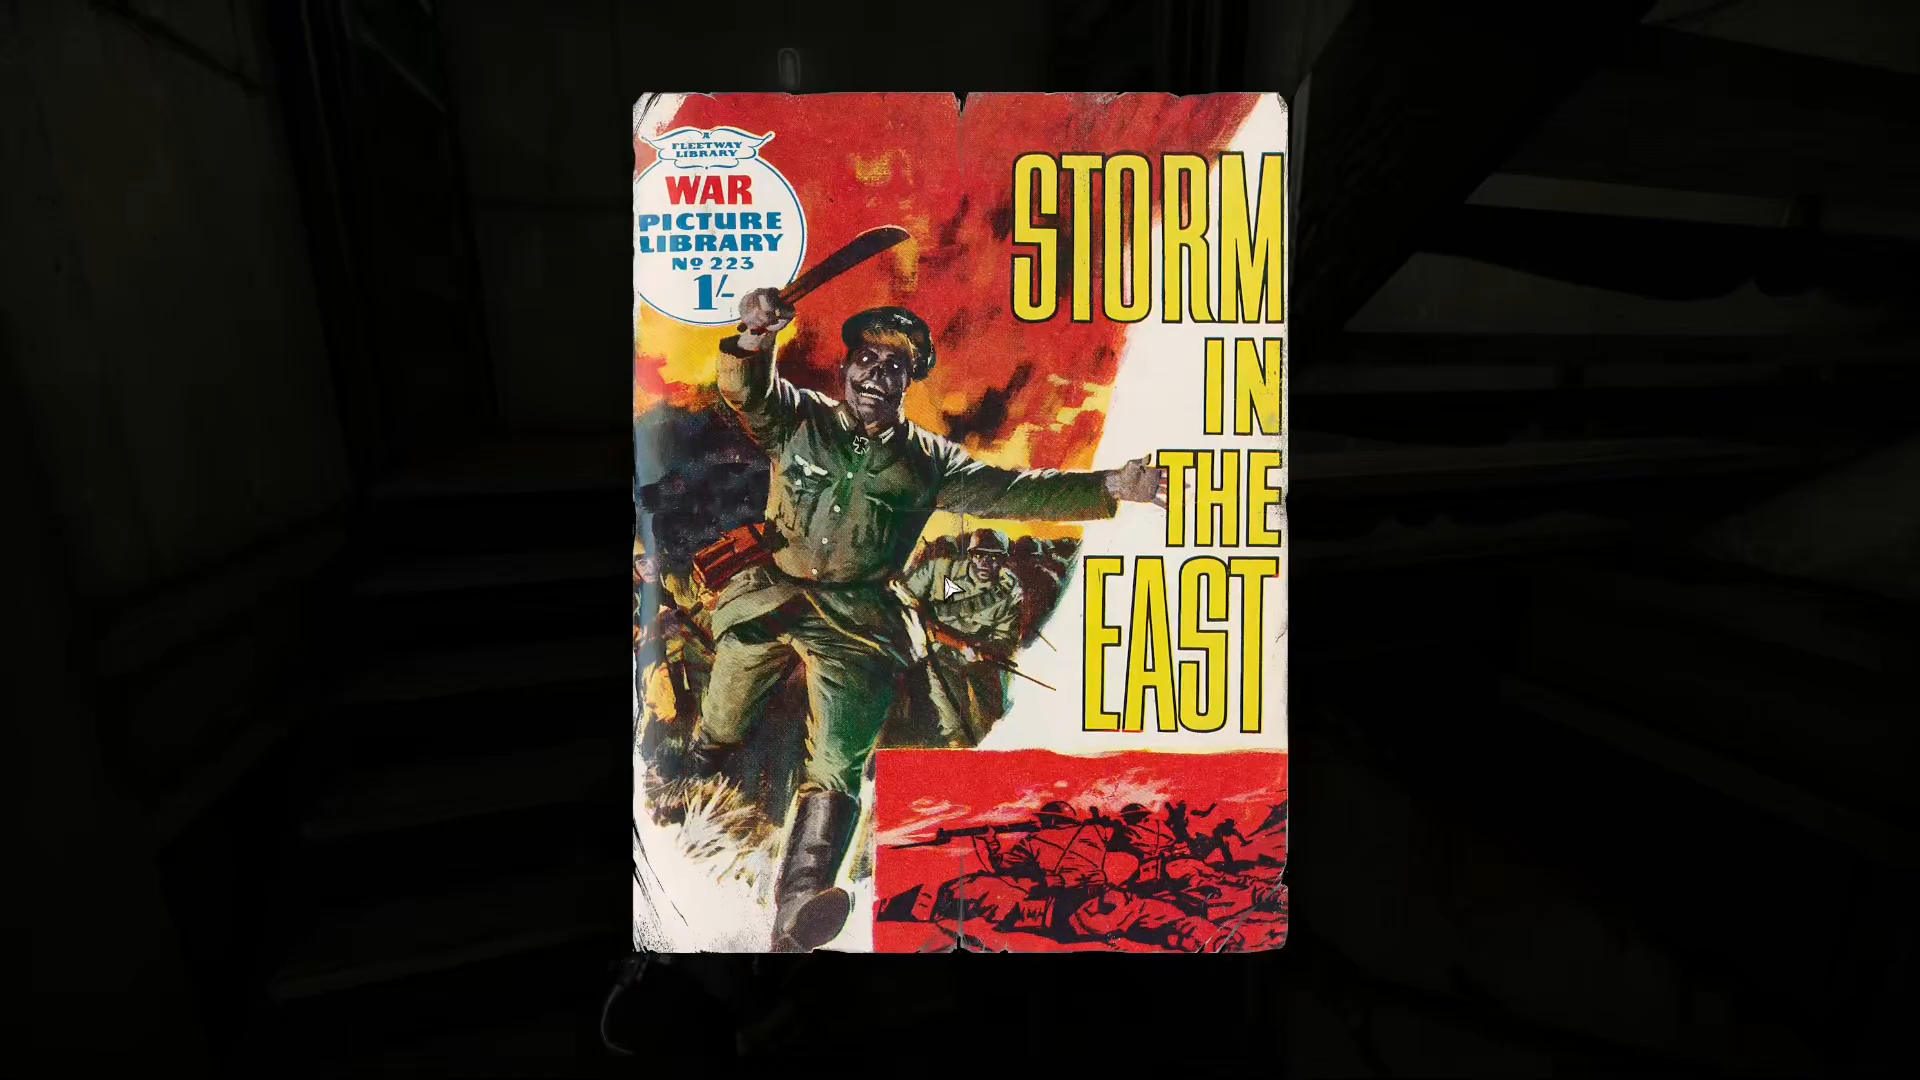 A
FLEETWAY
LIBRARY
WAR
PICTURE
LIBRARY
Nº 223
1/-
STORM
IN
THE
EAST